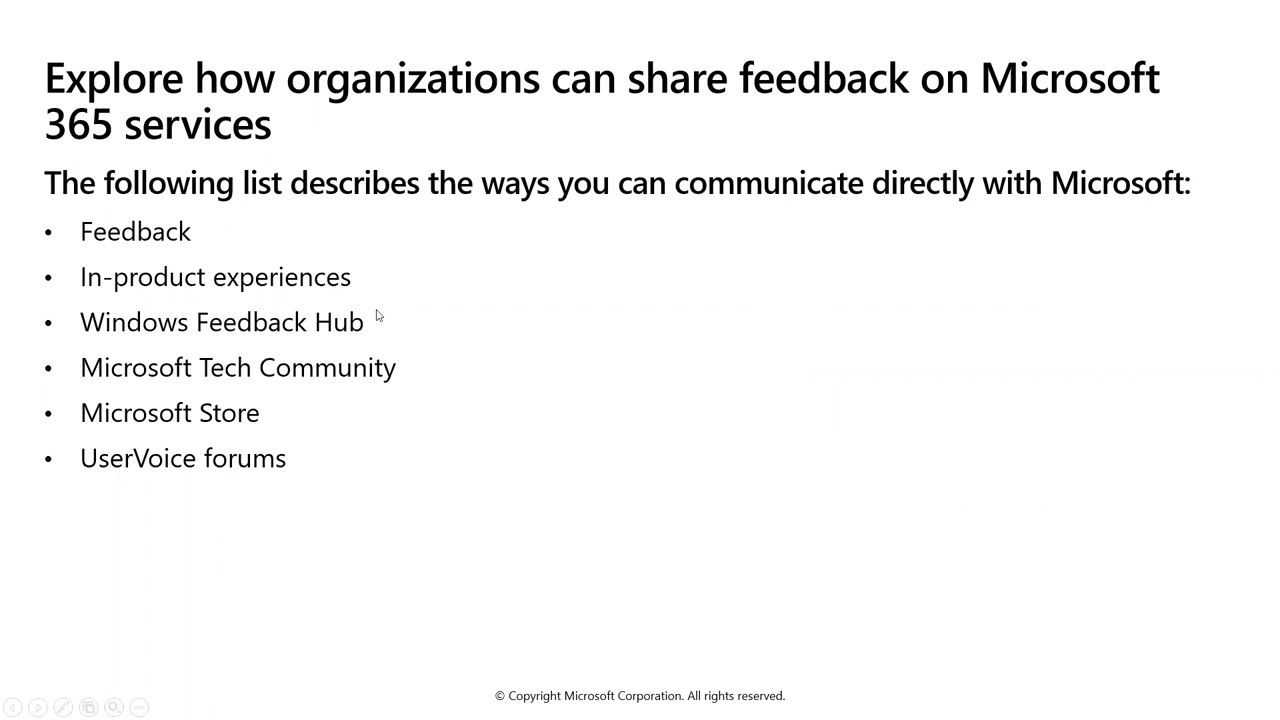 Explore how organizations can share feedback on Microsoft
365 services
The following list describes the ways you can communicate directly with Microsoft:
• Feedback
• In-product experiences
• Windows Feedback Hub
• Microsoft Tech Community
• Microsoft Store
• UserVoice forums
© Copyright Microsoft Corporation. All rights reserved.